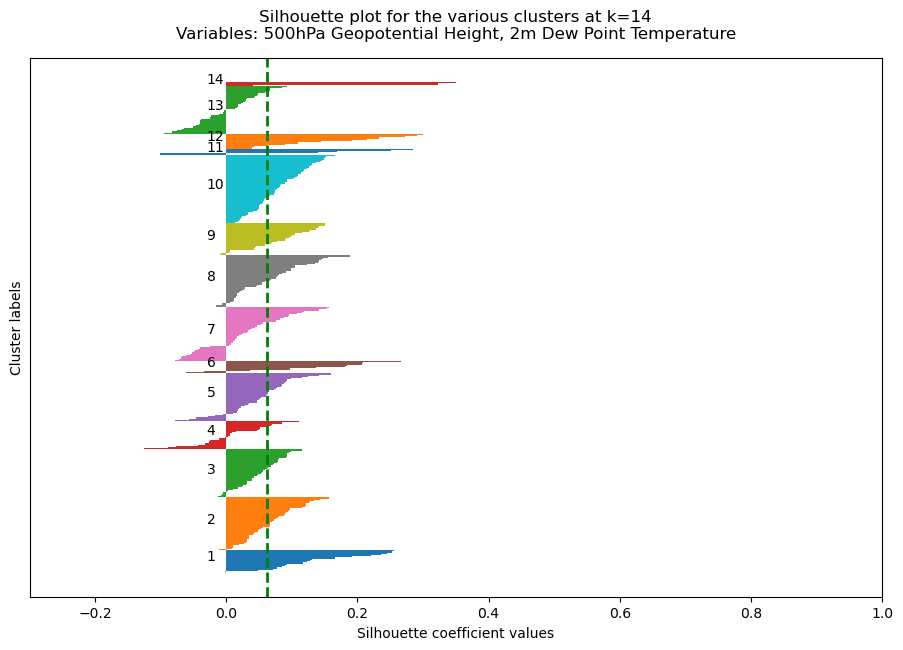 Silhouette plot for the various clusters at k=14
Variables: 500hPa Geopotential Height, 2m Dew Point Temperature
Cluster labels
14
13
12
11
10
9
8
7
6
5
4
3
2
1
−0.2 0.0 0.2 0.4 0.6 0.8 1.0
Silhouette coefficient values